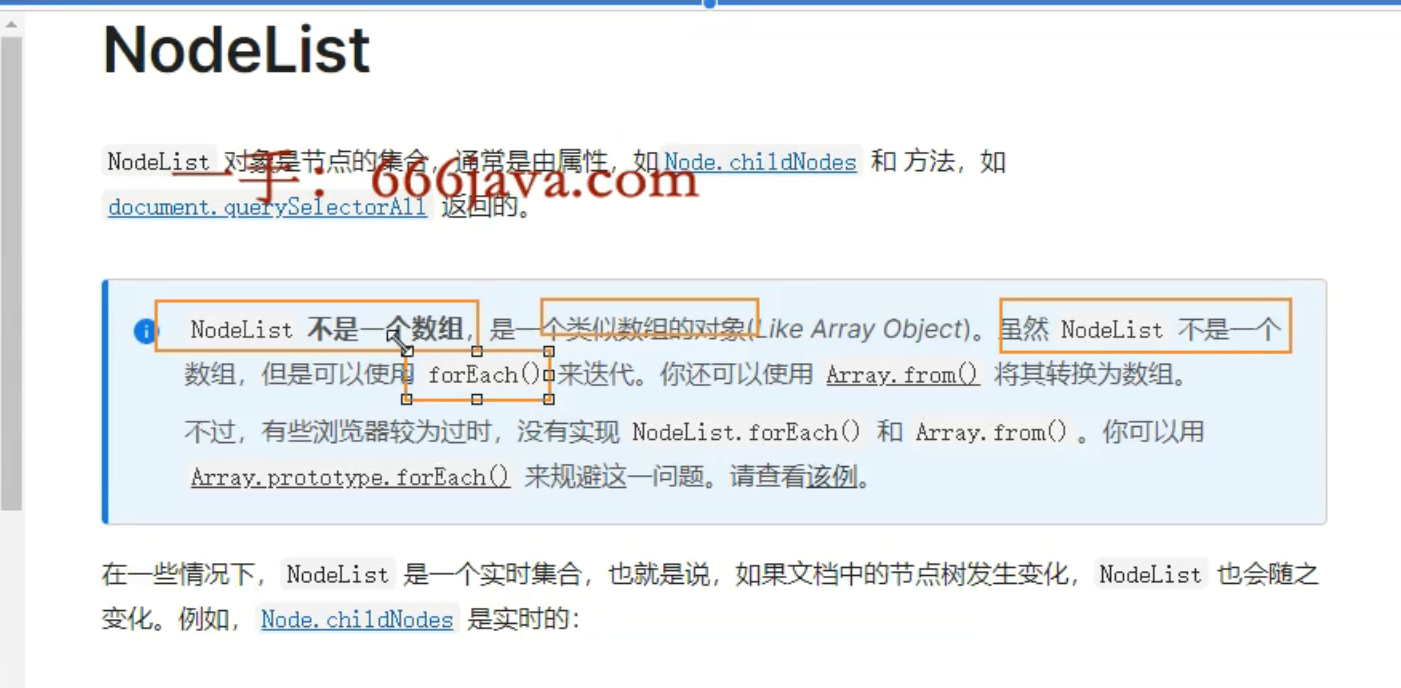 NodeList
NodeList 对象是节点的集合，通常是由属性，如 Node.childNodes 和 方法，如
一手：666java.com
document.querySelectorAll 返回的。
NodeList 不是一个数组，是一个类似数组的对象(Like Array Object)。虽然 NodeList 不是一个
数组，但是可以使用 forEach() 来迭代。你还可以使用 Array.from() 将其转换为数组。
不过，有些浏览器较为过时，没有实现 NodeList.forEach() 和 Array.from() 。你可以用
Array.prototype.forEach() 来规避这一问题。请查看该例。
在一些情况下， NodeList 是一个实时集合，也就是说，如果文档中的节点树发生变化， NodeList 也会随之
变化。例如， Node.childNodes 是实时的：